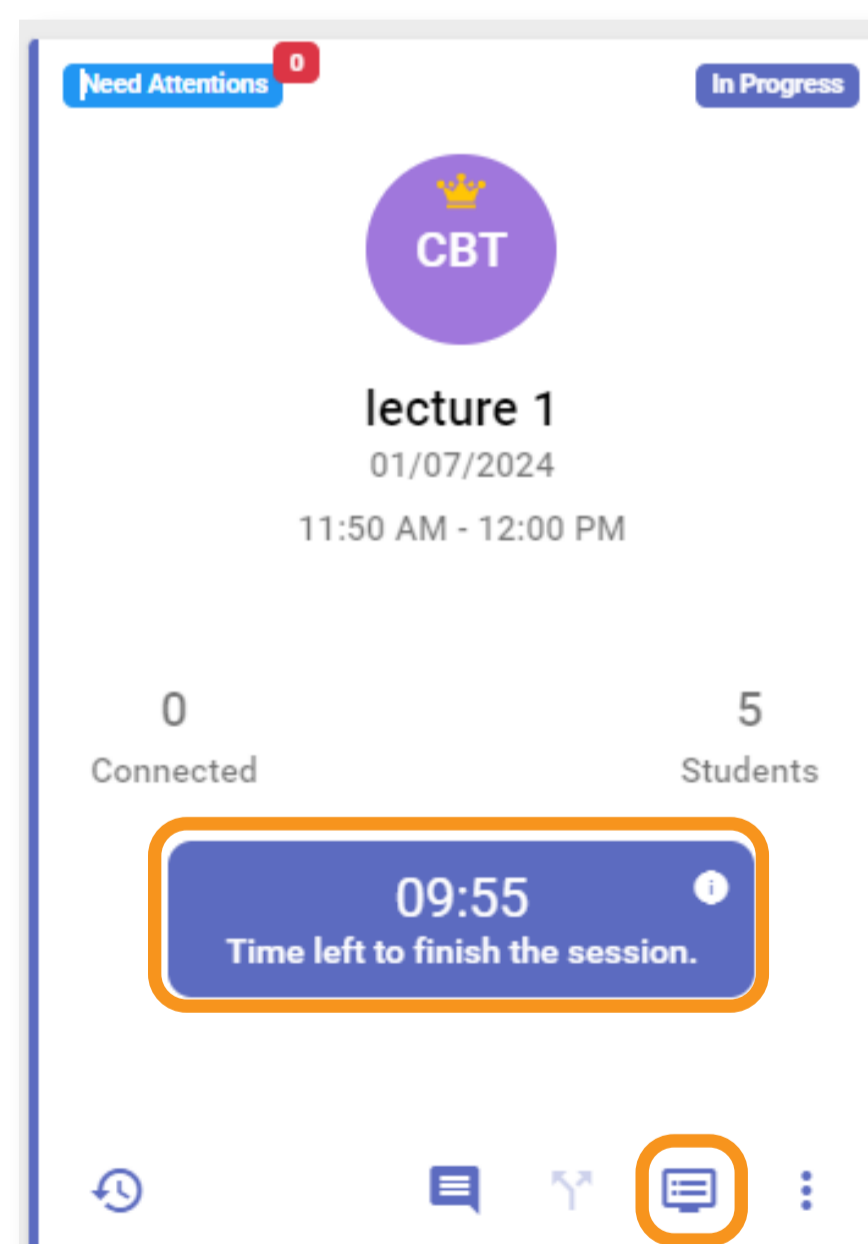 Need Attentions
0
In Progress
CBT
lecture 1
01/07/2024
11:50 AM - 12:00 PM
0
5
Connected
Students
09:55
Time left to finish the session.